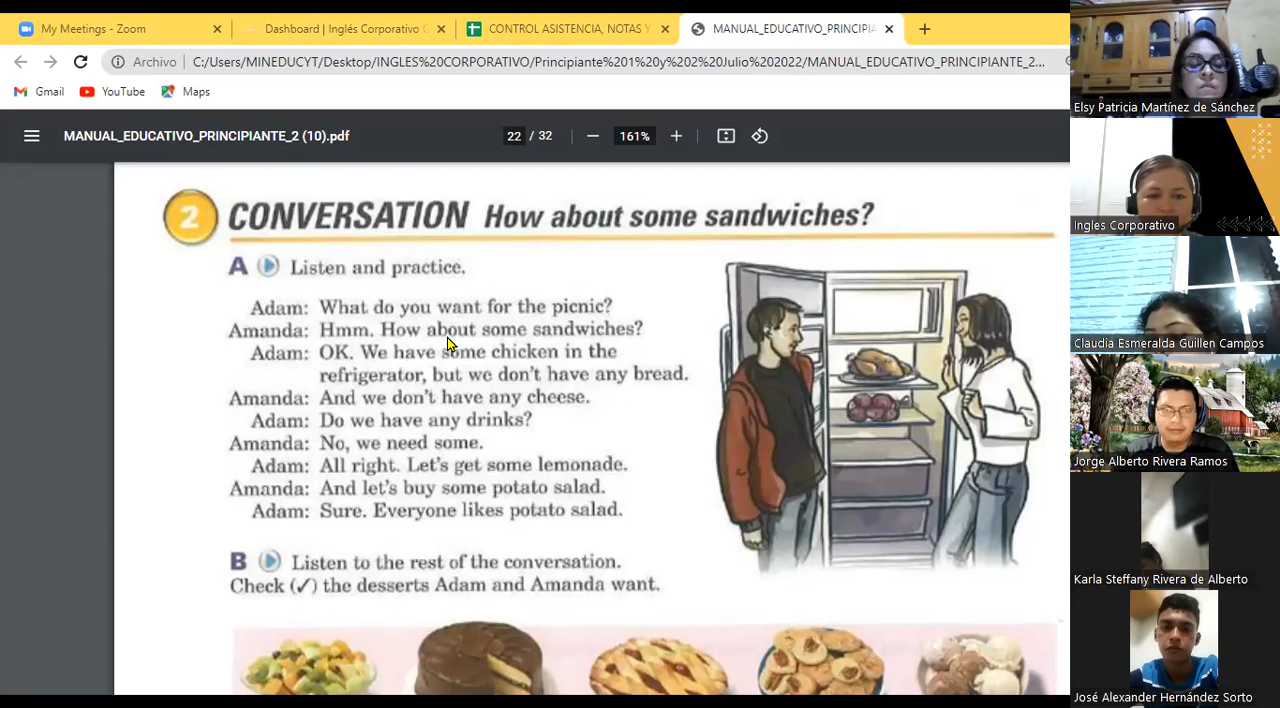 My Meetings - Zoom
Dashboard | Inglés Corporativo
CONTROL ASISTENCIA, NOTAS Y
MANUAL_EDUCATIVO_PRINCIPIA
Archivo
C:/Users/MINEDUCYT/Desktop/INGLES%20CORPORATIVO/Principiante%201%20y%202%20Julio%202022/MANUAL_EDUCATIVO_PRINCIPIANTE_2...
Gmail YouTube Maps
MANUAL_EDUCATIVO_PRINCIPIANTE_2 (10).pdf
22 / 32
161%
2 CONVERSATION How about some sandwiches?
A Listen and practice.
Adam: What do you want for the picnic?
Amanda: Hmm. How about some sandwiches?
Adam: OK. We have some chicken in the
refrigerator, but we don't have any bread.
Amanda: And we don't have any cheese.
Adam: Do we have any drinks?
Amanda: No, we need some.
Adam: All right. Let's get some lemonade.
Amanda: And let's buy some potato salad.
Adam: Sure. Everyone likes potato salad.
B Listen to the rest of the conversation.
Check (✓) the desserts Adam and Amanda want.
Elsy Patricia Martínez de Sánchez
Ingles Corporativo
Claudia Esmeralda Guillen Campos
Jorge Alberto Rivera Ramos
Karla Steffany Rivera de Alberto
José Alexander Hernández Sorto